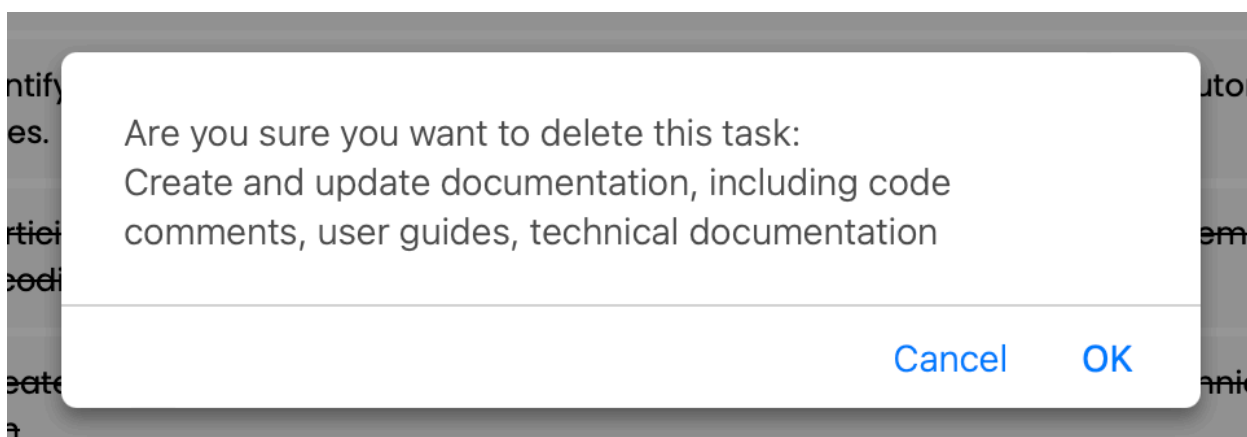 es.
Are you sure you want to delete this task:
Create and update documentation, including code
comments, user guides, technical documentation
Cancel OK